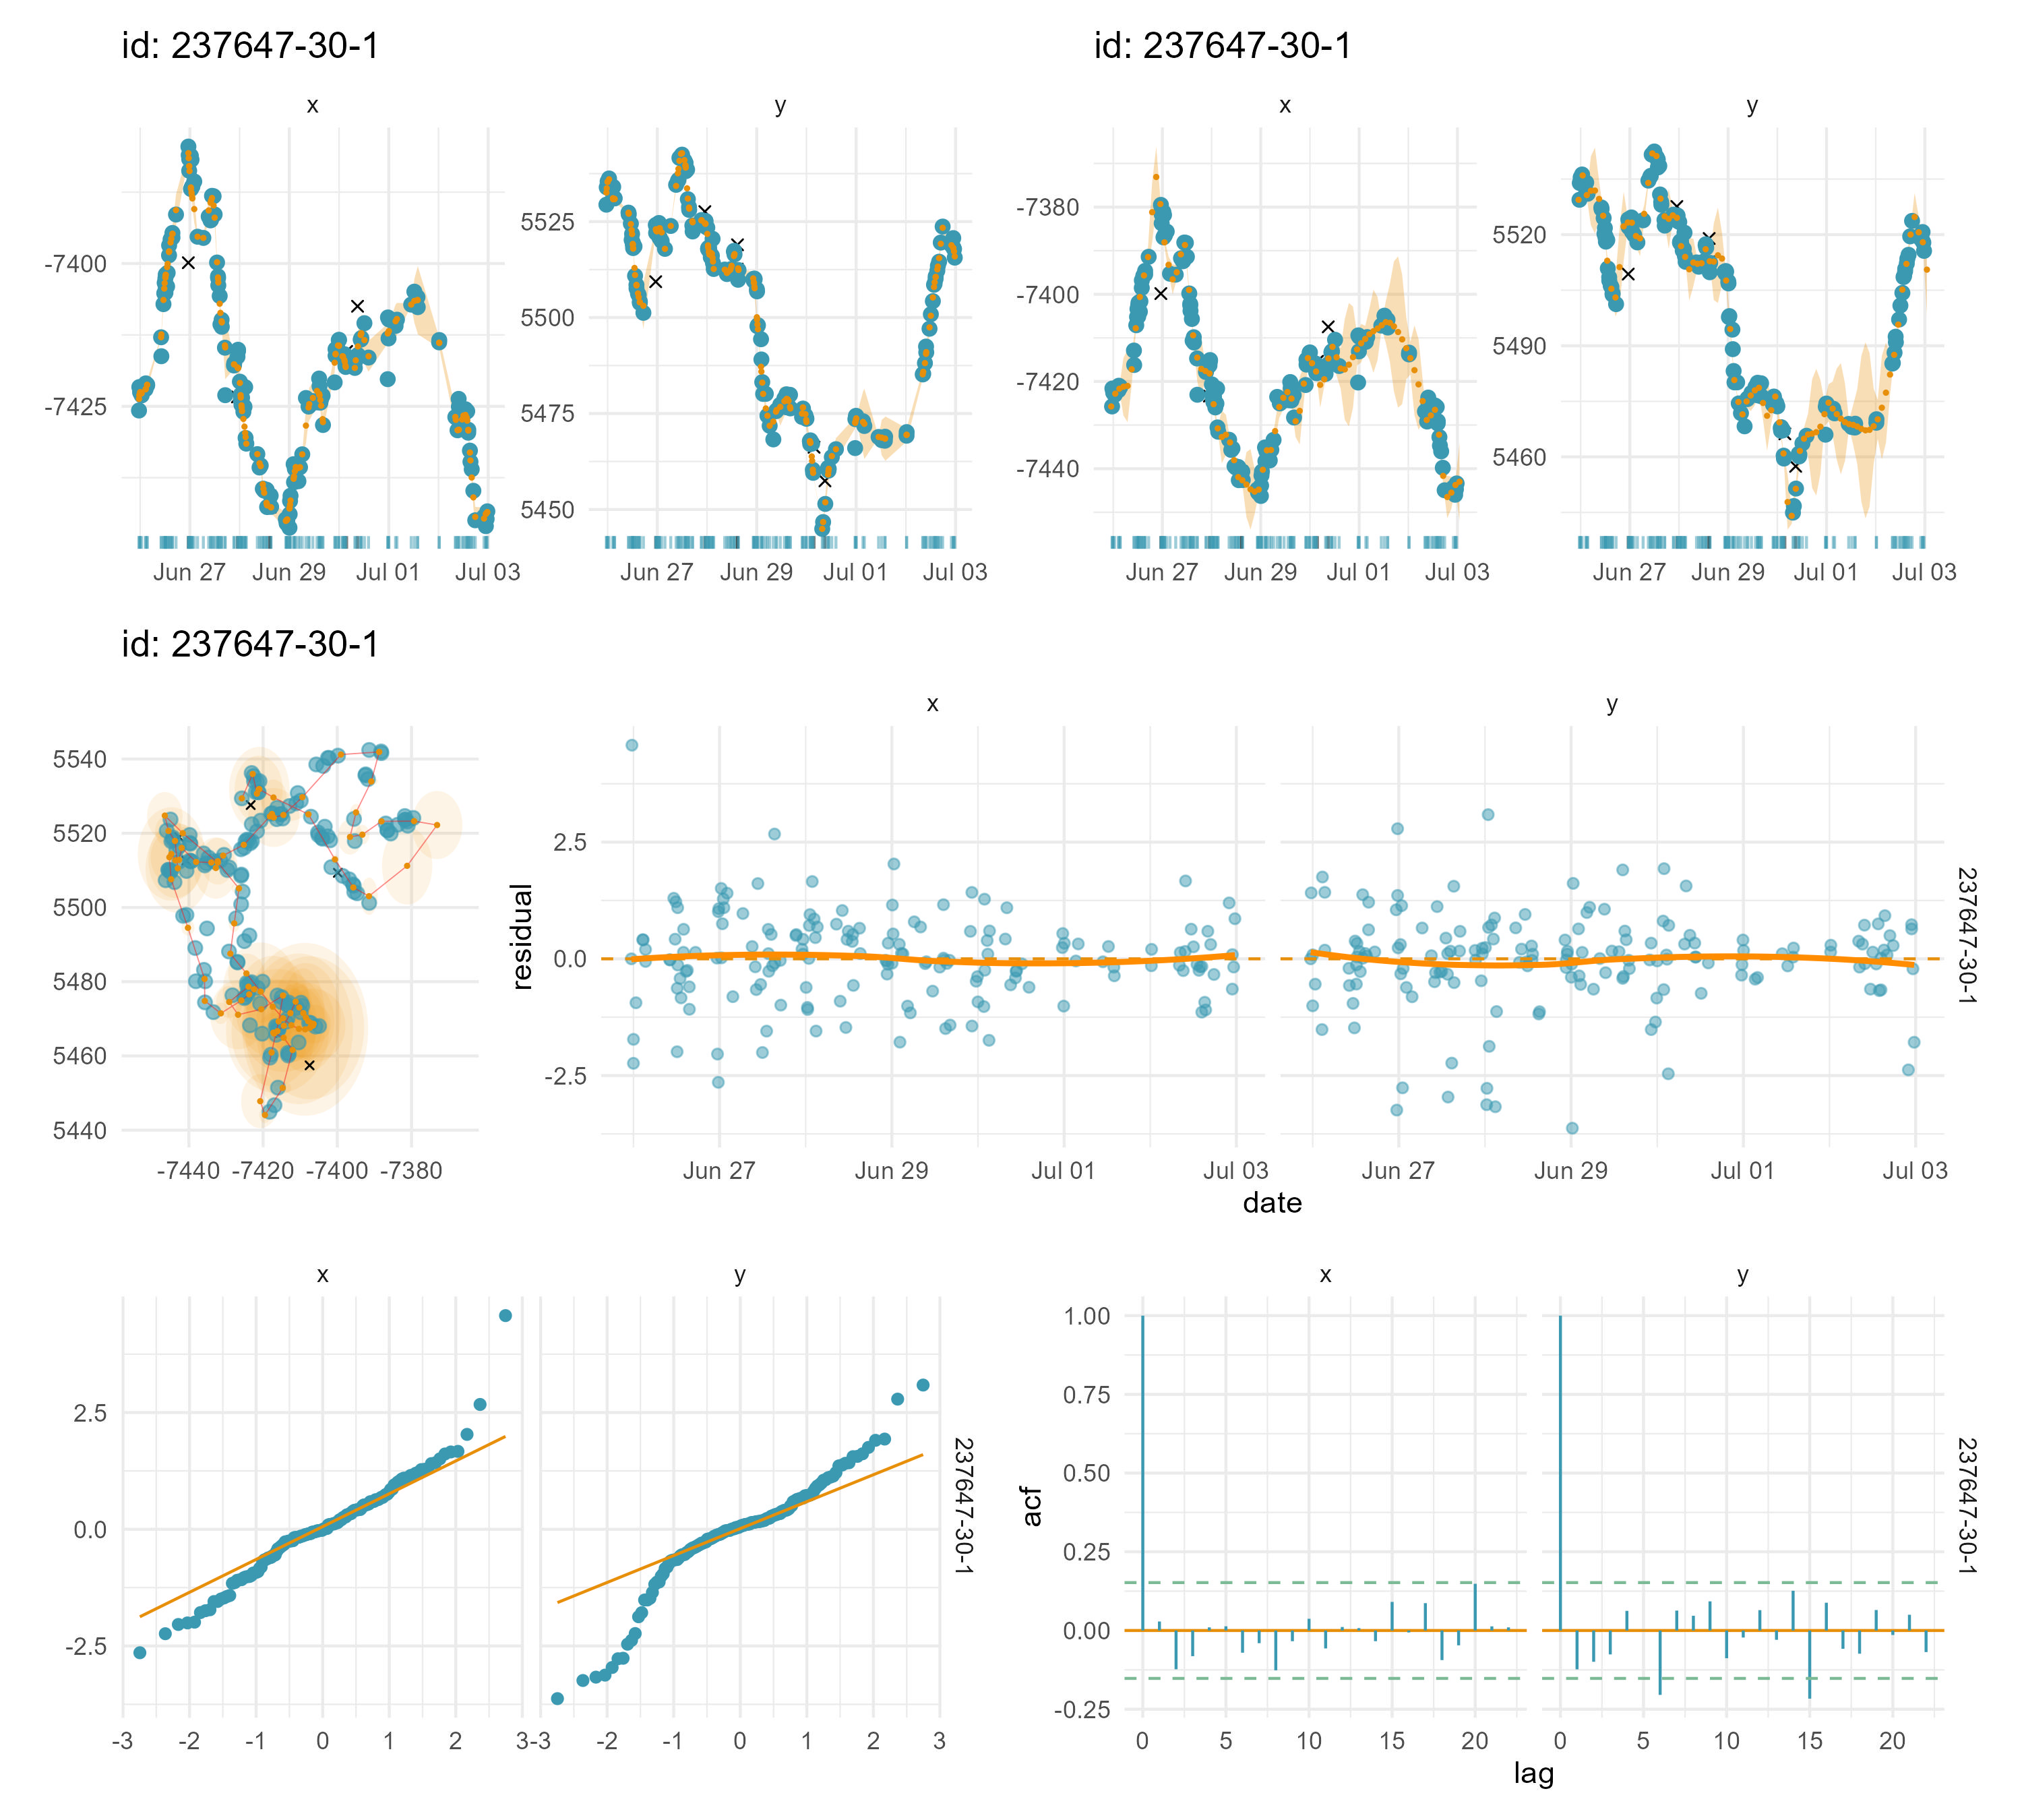 id: 237647-30-1
id: 237647-30-1
x
y
x
y
-7400
-7425
5525
5500
5475
5450
-7380
-7400
-7420
-7440
5520
5490
5460
Jun 27 Jun 29 Jul 01 Jul 03
Jun 27 Jun 29 Jul 01 Jul 03
Jun 27 Jun 29 Jul 01 Jul 03
Jun 27 Jun 29 Jul 01 Jul 03
id: 237647-30-1
5540
5520
5500
5480
5460
5440
-7440 -7420 -7400 -7380
x
y
residual
2.5
0.0
-2.5
237647-30-1
Jun 27 Jun 29 Jul 01 Jul 03
Jun 27 Jun 29 Jul 01 Jul 03
date
x
y
2.5
0.0
-2.5
237647-30-1
-3 -2 -1 0 1 2 3
-3 -2 -1 0 1 2 3
x
y
acf
1.00
0.75
0.50
0.25
0.00
-0.25
237647-30-1
0 5 10 15 20
0 5 10 15 20
lag